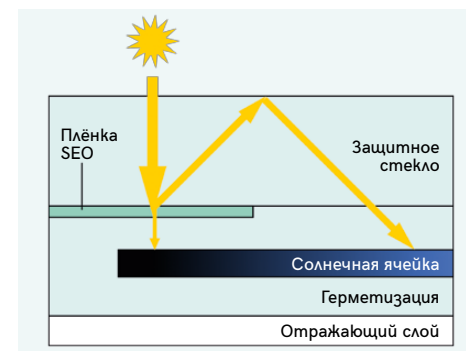 Плёнка
SEO
Защитное
стекло
Солнечная ячейка
Герметизация
Отражающий слой